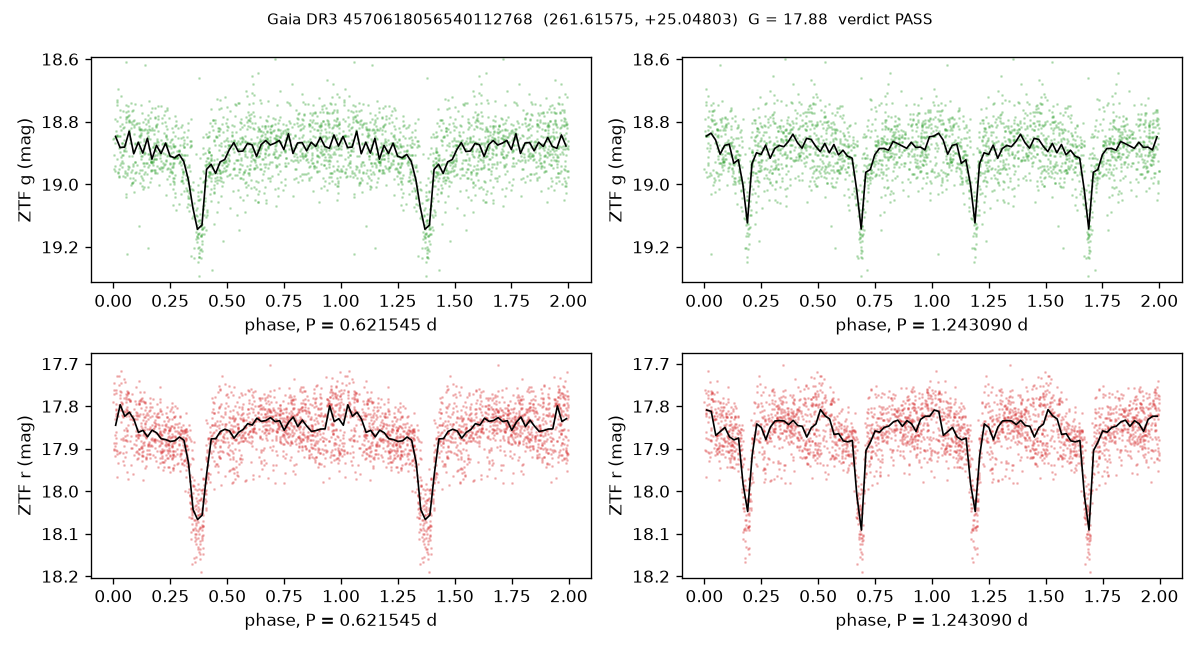 Gaia DR3 4570618056540112768 (261.61575, +25.04803) G = 17.88 verdict PASS
ZTF g (mag)
18.6
18.8
19.0
19.2
0.00 0.25 0.50 0.75 1.00 1.25 1.50 1.75 2.00
phase, P = 0.621545 d
ZTF g (mag)
18.6
18.8
19.0
19.2
0.00 0.25 0.50 0.75 1.00 1.25 1.50 1.75 2.00
phase, P = 1.243090 d
ZTF r (mag)
17.7
17.8
17.9
18.0
18.1
18.2
0.00 0.25 0.50 0.75 1.00 1.25 1.50 1.75 2.00
phase, P = 0.621545 d
ZTF r (mag)
17.7
17.8
17.9
18.0
18.1
18.2
0.00 0.25 0.50 0.75 1.00 1.25 1.50 1.75 2.00
phase, P = 1.243090 d